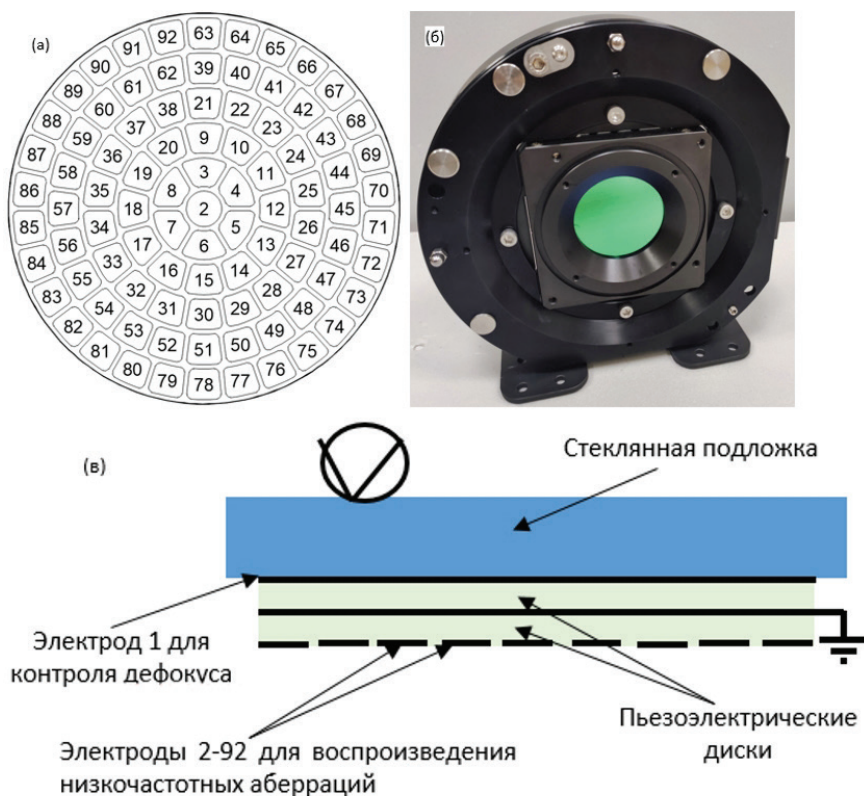 (а)
91 92 63 64 65
90 62 39 40 66
89 61 41 67
60 38 21 22 42
88 37 23 68
59 20 9 10 43
87 36 24 69
58 19 8 3 4 11 44
86 35 25 70
57 18 2 12 45
85 34 7 5 26 71
56 17 6 13 46
84 33 27 72
55 16 15 14 47
83 32 28 73
54 31 30 29 48
82 53 49 74
52 51 50
81 75
80 79 78 77 76
(б)
(в)
Стеклянная подложка
Электрод 1 для
контроля дефокуса
Пьезоэлектрические
диски
Электроды 2-92 для воспроизведения
низкочастотных аберраций